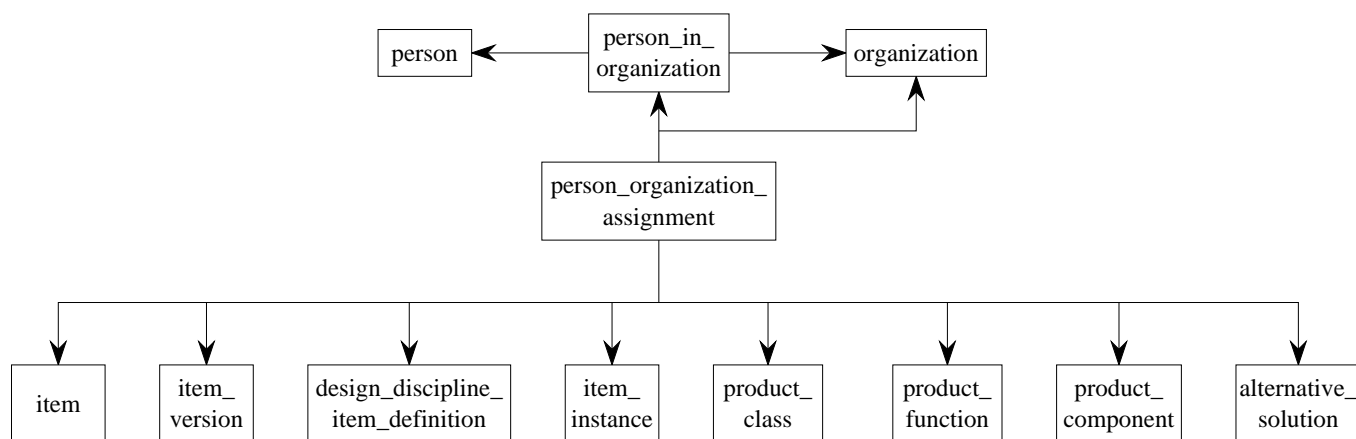 person
person_in_
organization
organization
person_organization_
assignment
item
item_
version
design_discipline_
item_definition
item_
instance
product_
class
product_
function
product_
component
alternative_
solution